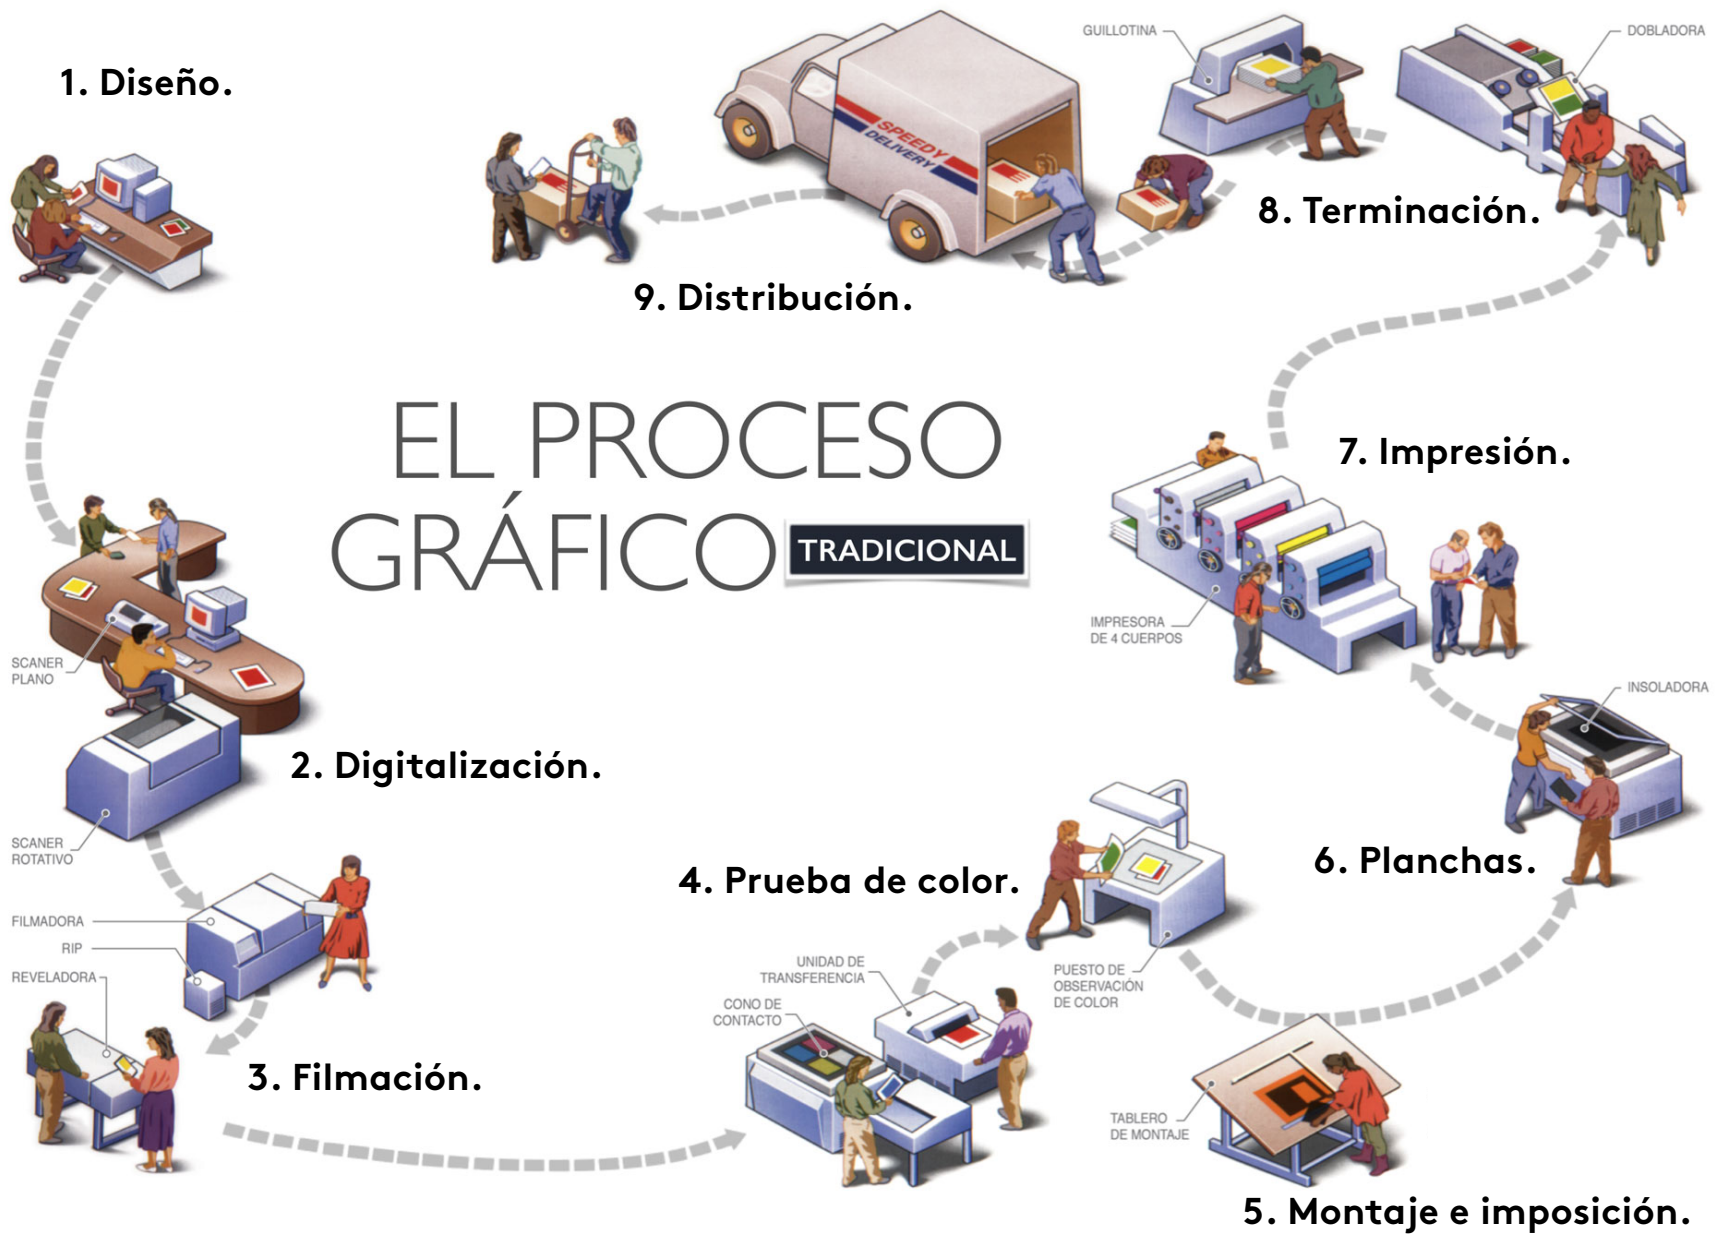 1. Diseño.
GUILLOTINA
DOBLADORA
SPEEDY
DELIVERY
8. Terminación.
9. Distribución.
EL PROCESO
GRÁFICO TRADICIONAL
7. Impresión.
IMPRESORA
DE 4 CUERPOS
SCANER
PLANO
INSOLADORA
2. Digitalización.
SCANER
ROTATIVO
6. Planchas.
4. Prueba de color.
FILMADORA
RIP
REVELADORA
UNIDAD DE
TRANSFERENCIA
PUESTO DE
OBSERVACIÓN
DE COLOR
CONO DE
CONTACTO
3. Filmación.
TABLERO
DE MONTAJE
5. Montaje e imposición.